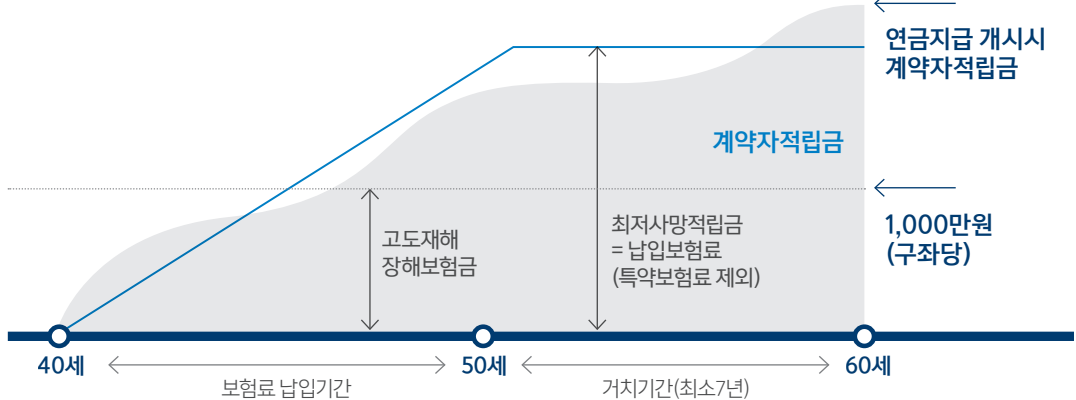 연금지급 개시시
계약자적립금
계약자적립금
1,000만원
(구좌당)
고도재해
장해보험금
최저사망적립금
= 납입보험료
(특약보험료 제외)
40세
50세
60세
보험료 납입기간
거치기간(최소7년)